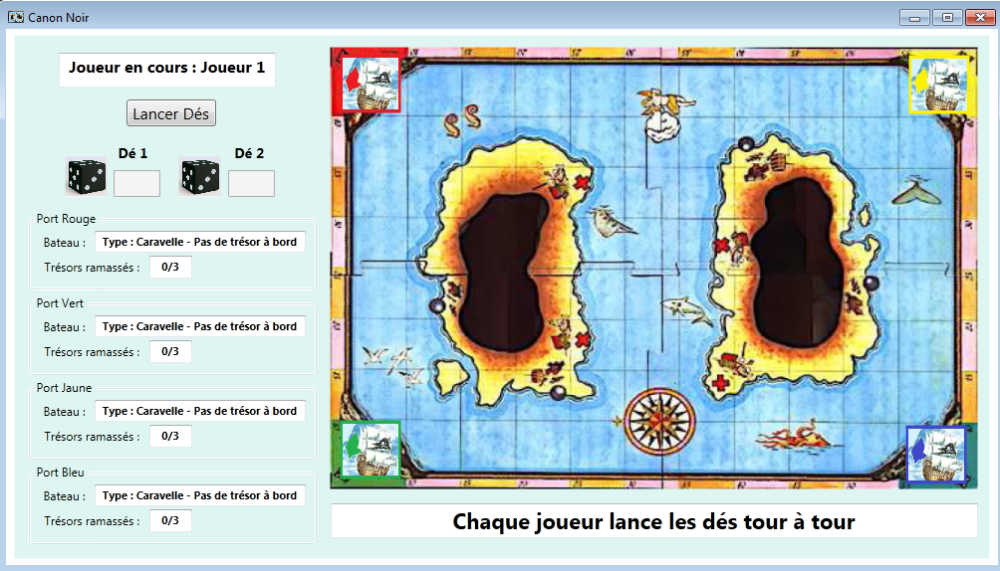 Canon Noir
Joueur en cours : Joueur 1
Lancer Dés
Dé 1
Dé 2
Port Rouge
Bateau :
Type : Caravelle - Pas de trésor à bord
Trésors ramassés :
0/3
Port Vert
Bateau :
Type : Caravelle - Pas de trésor à bord
Trésors ramassés :
0/3
Port Jaune
Bateau :
Type : Caravelle - Pas de trésor à bord
Trésors ramassés :
0/3
Port Bleu
Bateau :
Type : Caravelle - Pas de trésor à bord
Trésors ramassés :
0/3
Chaque joueur lance les dés tour à tour